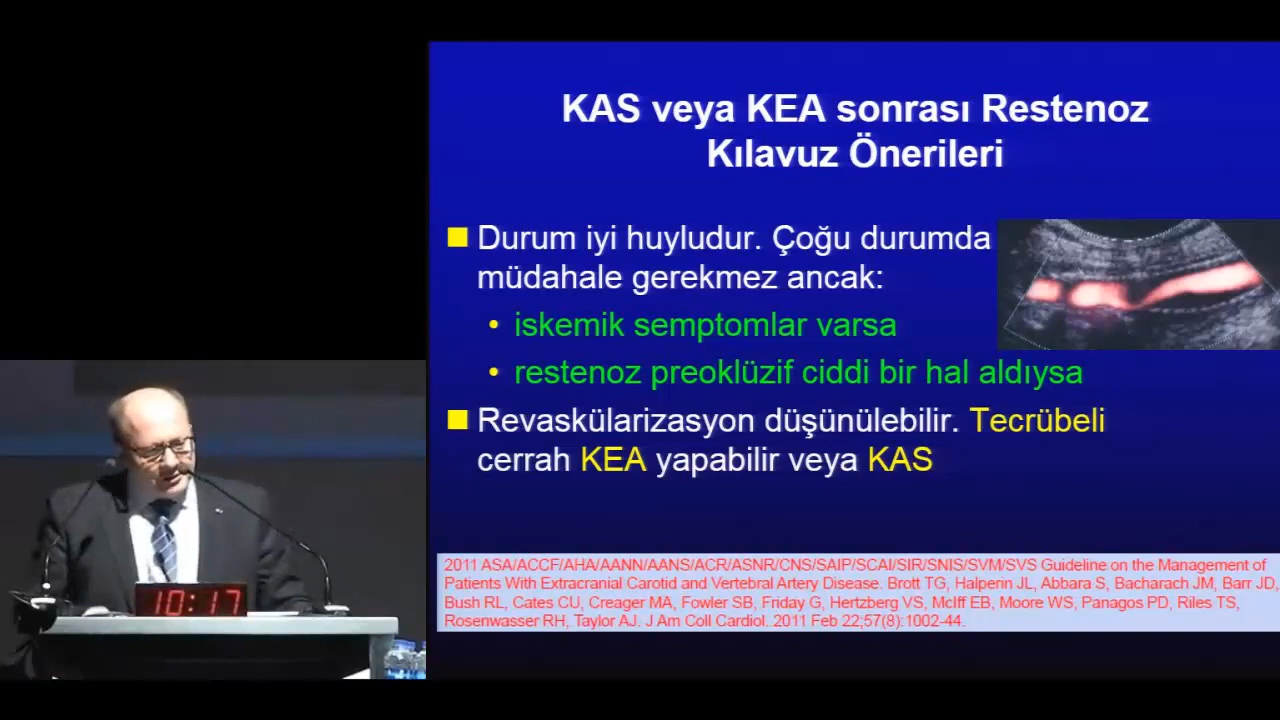 KAS veya KEA sonrası Restenoz
Kılavuz Önerileri
Durum iyi huyludur. Çoğu durumda
müdahale gerekmez ancak:
• iskemik semptomlar varsa
• restenoz preoklüzif ciddi bir hal aldıysa
Revaskülarizasyon düşünülebilir. Tecrübeli
cerrah KEA yapabilir veya KAS
2011 ASA/ACCF/AHA/AANN/AANS/ACR/ASNR/CNS/SAIP/SCAI/SIR/SNIS/SVM/SVS Guideline on the Management of
Patients With Extracranial Carotid and Vertebral Artery Disease. Brott TG, Halperin JL, Abbara S, Bacharach JM, Barr JD,
Bush RL, Cates CU, Creager MA, Fowler SB, Friday G, Hertzberg VS, McIff EB, Moore WS, Panagos PD, Riles TS,
Rosenwasser RH, Taylor AJ. J Am Coll Cardiol. 2011 Feb 22;57(8):1002-44.
10:17